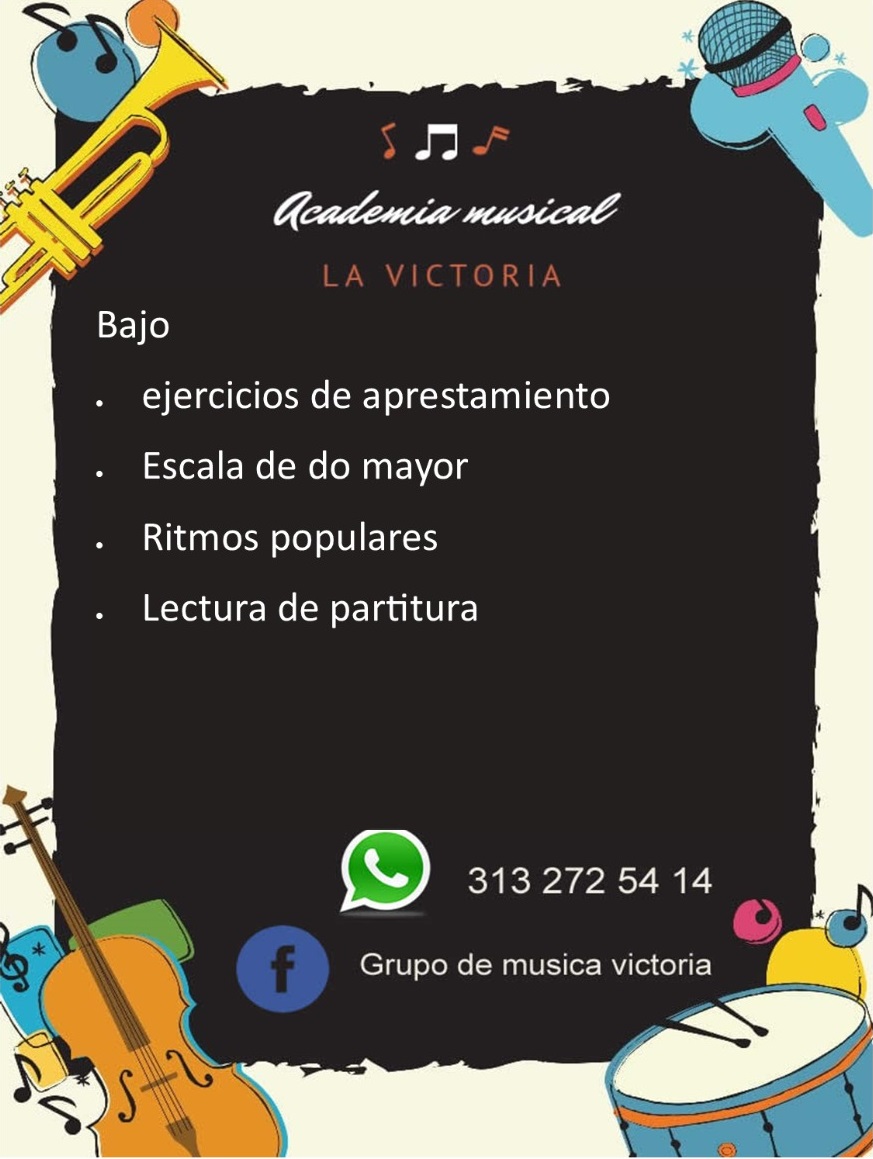 Academia musical
LA VICTORIA
Bajo
• ejercicios de aprestamiento
• Escala de do mayor
• Ritmos populares
• Lectura de partitura
313 272 54 14
f
Grupo de musica victoria